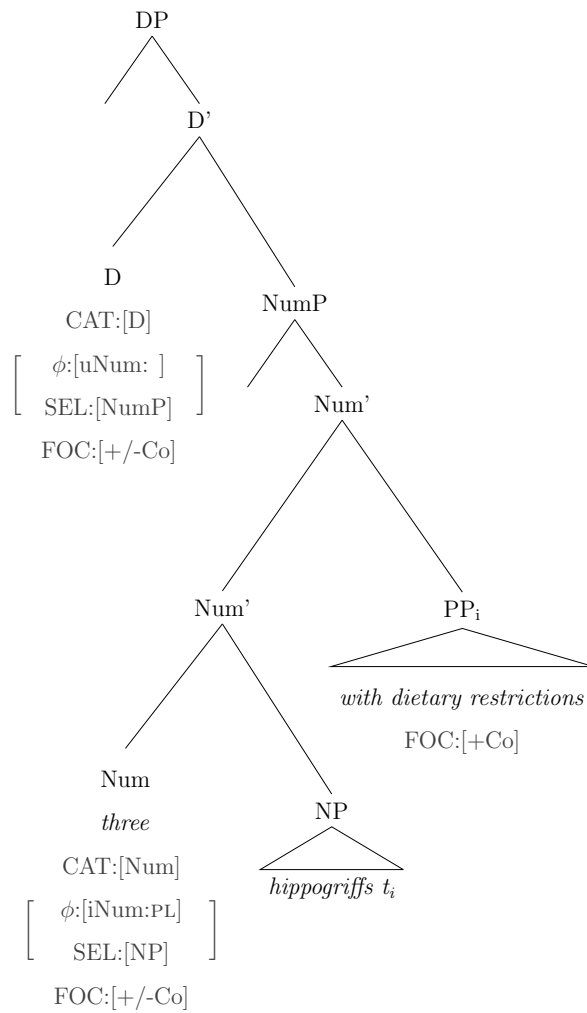 DP
D'
D
CAT:[D]
ϕ:[uNum: ]
SEL:[NumP]
FOC:[+/-Co]
NumP
Num'
Num'
PPᵢ
with dietary restrictions
FOC:[+Co]
Num
three
CAT:[Num]
ϕ:[iNum:PL]
SEL:[NP]
FOC:[+/-Co]
NP
hippogriffs tᵢ